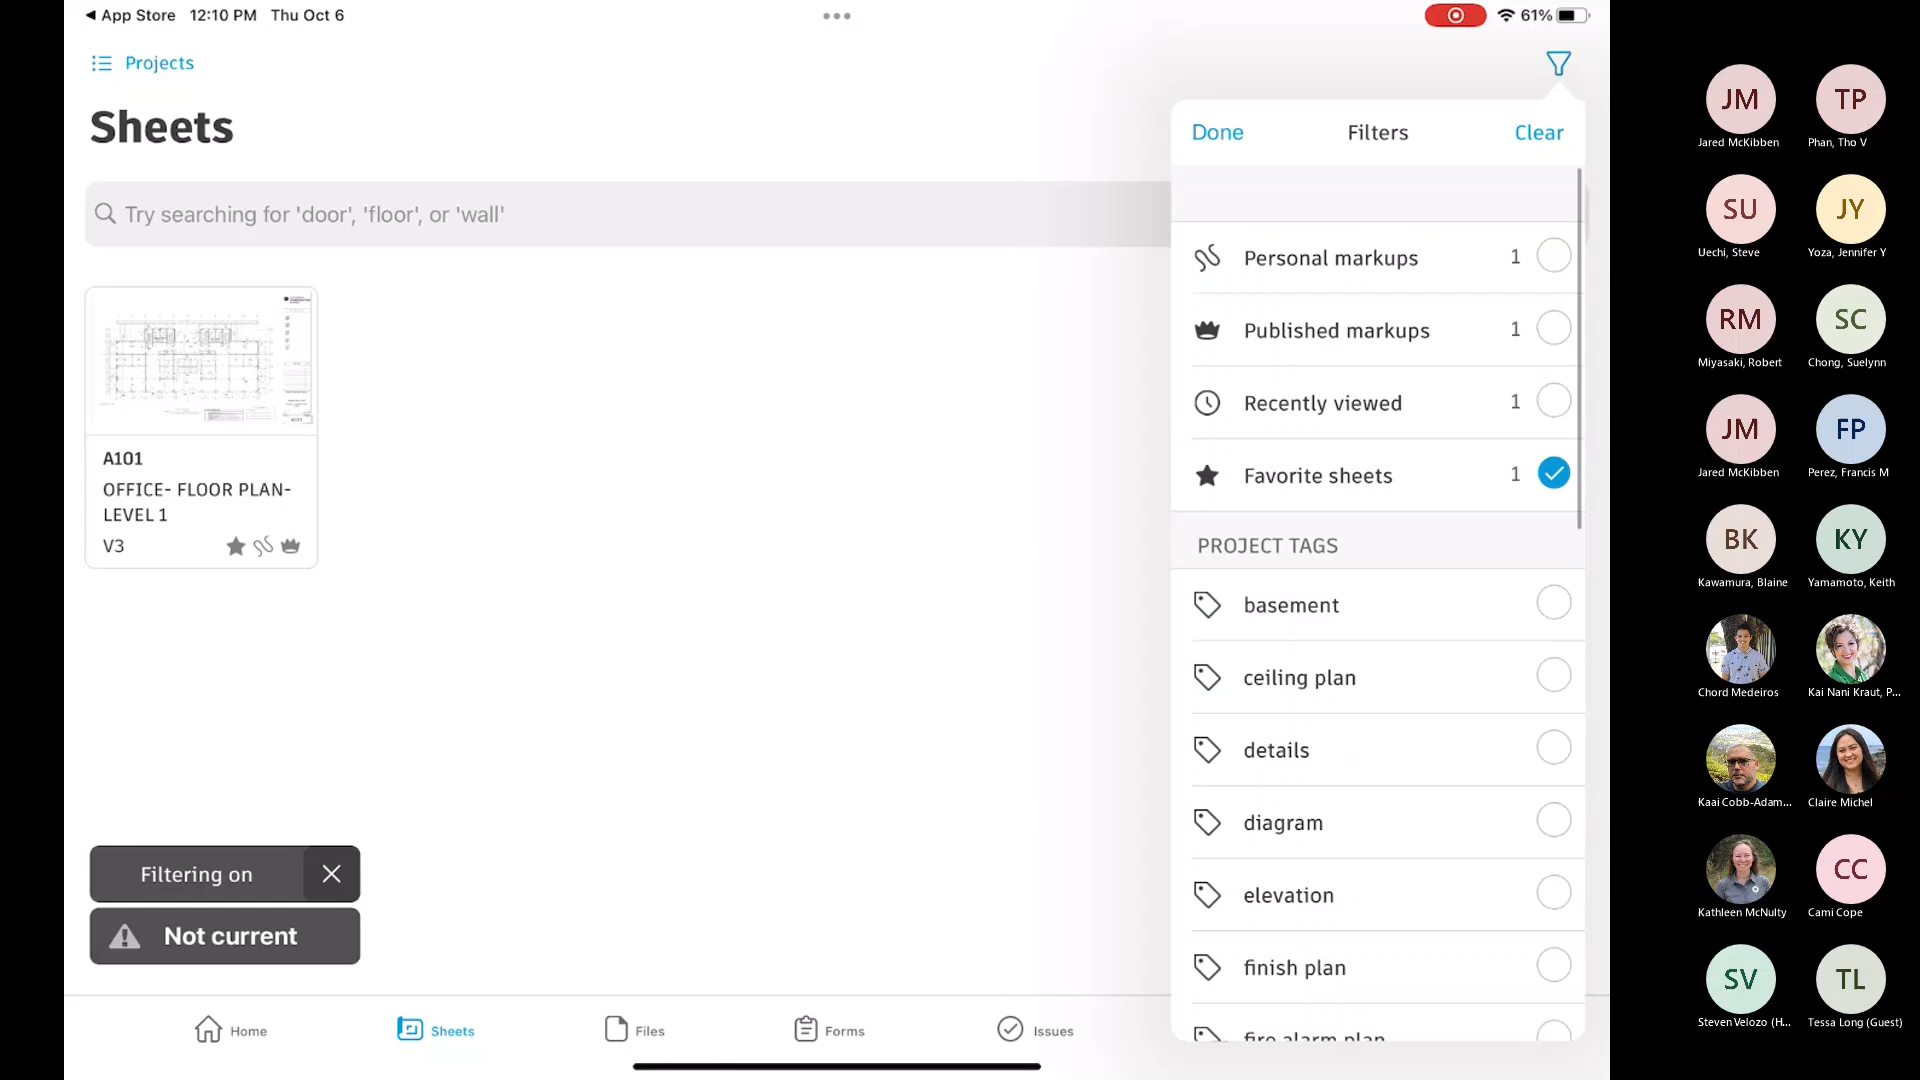 App Store 12:10 PM Thu Oct 6
61%
Projects
Sheets
Try searching for 'door', 'floor', or 'wall'
A101
OFFICE- FLOOR PLAN-
LEVEL 1
V3
Filtering on
Not current
Home
Sheets
Files
Forms
Issues
Done
Filters
Clear
Personal markups 1
Published markups 1
Recently viewed 1
Favorite sheets 1
PROJECT TAGS
basement
ceiling plan
details
diagram
elevation
finish plan
fire alarm plan
JM
Jared McKibben
TP
Phan, Tho V
SU
Uechi, Steve
JY
Yoza, Jennifer Y
RM
Miyasaki, Robert
SC
Chong, Suelynn
JM
Jared McKibben
FP
Perez, Francis M
BK
Kawamura, Blaine
KY
Yamamoto, Keith
Chord Medeiros
Kai Nani Kraut, P...
Kaai Cobb-Adam...
Claire Michel
Kathleen McNulty
CC
Cami Cope
SV
Steven Velozo (H...
TL
Tessa Long (Guest)